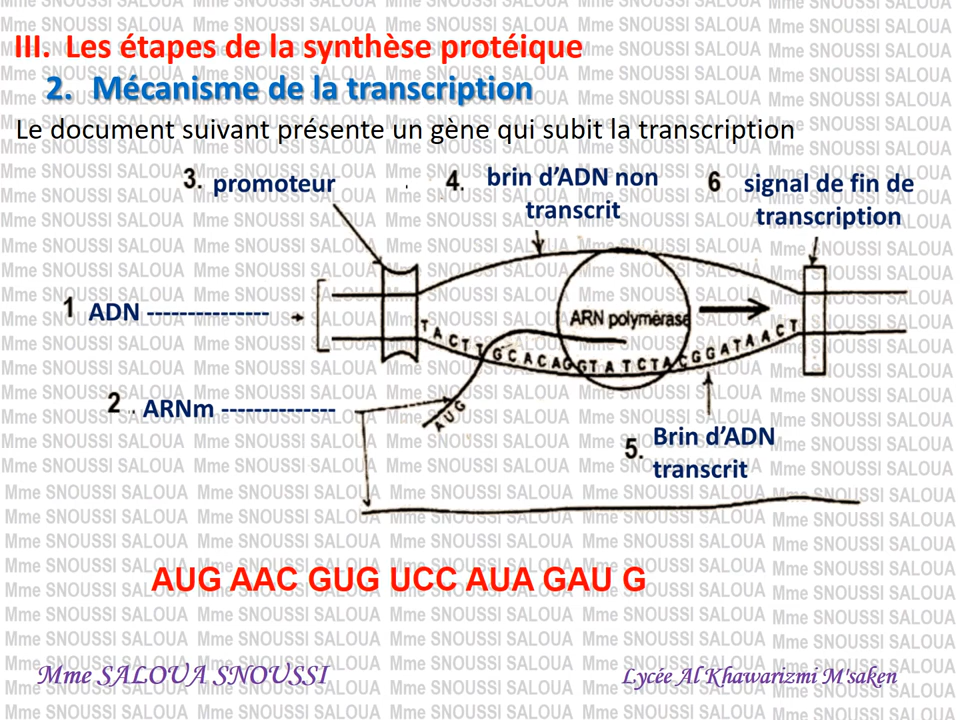 III. Les étapes de la synthèse protéique
2. Mécanisme de la transcription
Le document suivant présente un gène qui subit la transcription
3. promoteur
4. brin d'ADN non
transcrit
6 signal de fin de
transcription
1 ADN ---------------
ARN polymérase
TACTTGCACAGGTATCTACGGATAACT
2. ARNm --------------
AUG
5. Brin d'ADN
transcrit
AUG AAC GUG UCC AUA GAU G
Mme SALOUA SNOUSSI
Lycée Al Khawarizmi M'saken
Mme SNOUSSI SALOUA